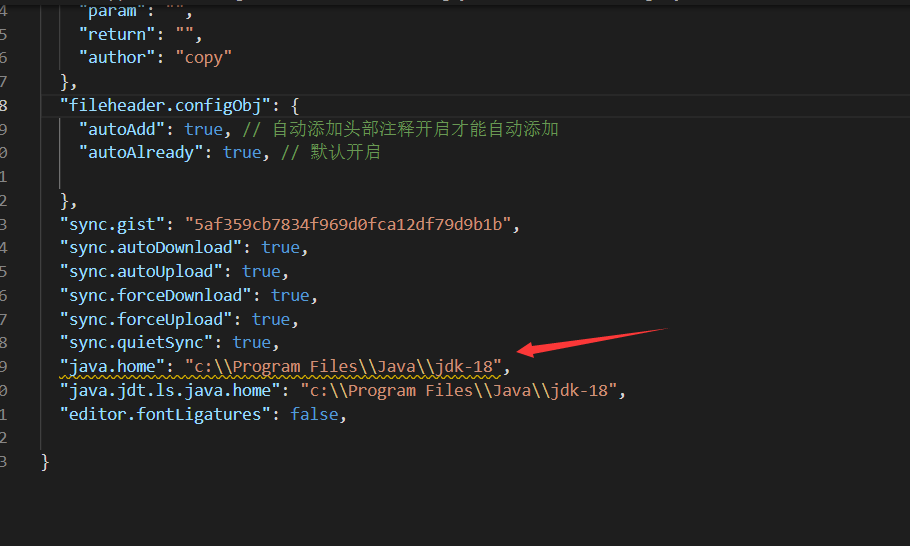 4 "param": "",
5 "return": "",
6 "author": "copy"
7 },
8 "fileheader.configObj": {
9 "autoAdd": true, // 自动添加头部注释开启才能自动添加
0 "autoAlready": true, // 默认开启
1
2 },
3 "sync.gist": "5af359cb7834f969d0fca12df79d9b1b",
4 "sync.autoDownload": true,
5 "sync.autoUpload": true,
6 "sync.forceDownload": true,
7 "sync.forceUpload": true,
8 "sync.quietSync": true,
9 "java.home": "c:\\Program Files\\Java\\jdk-18",
0 "java.jdt.ls.java.home": "c:\\Program Files\\Java\\jdk-18",
1 "editor.fontLigatures": false,
2
3 }